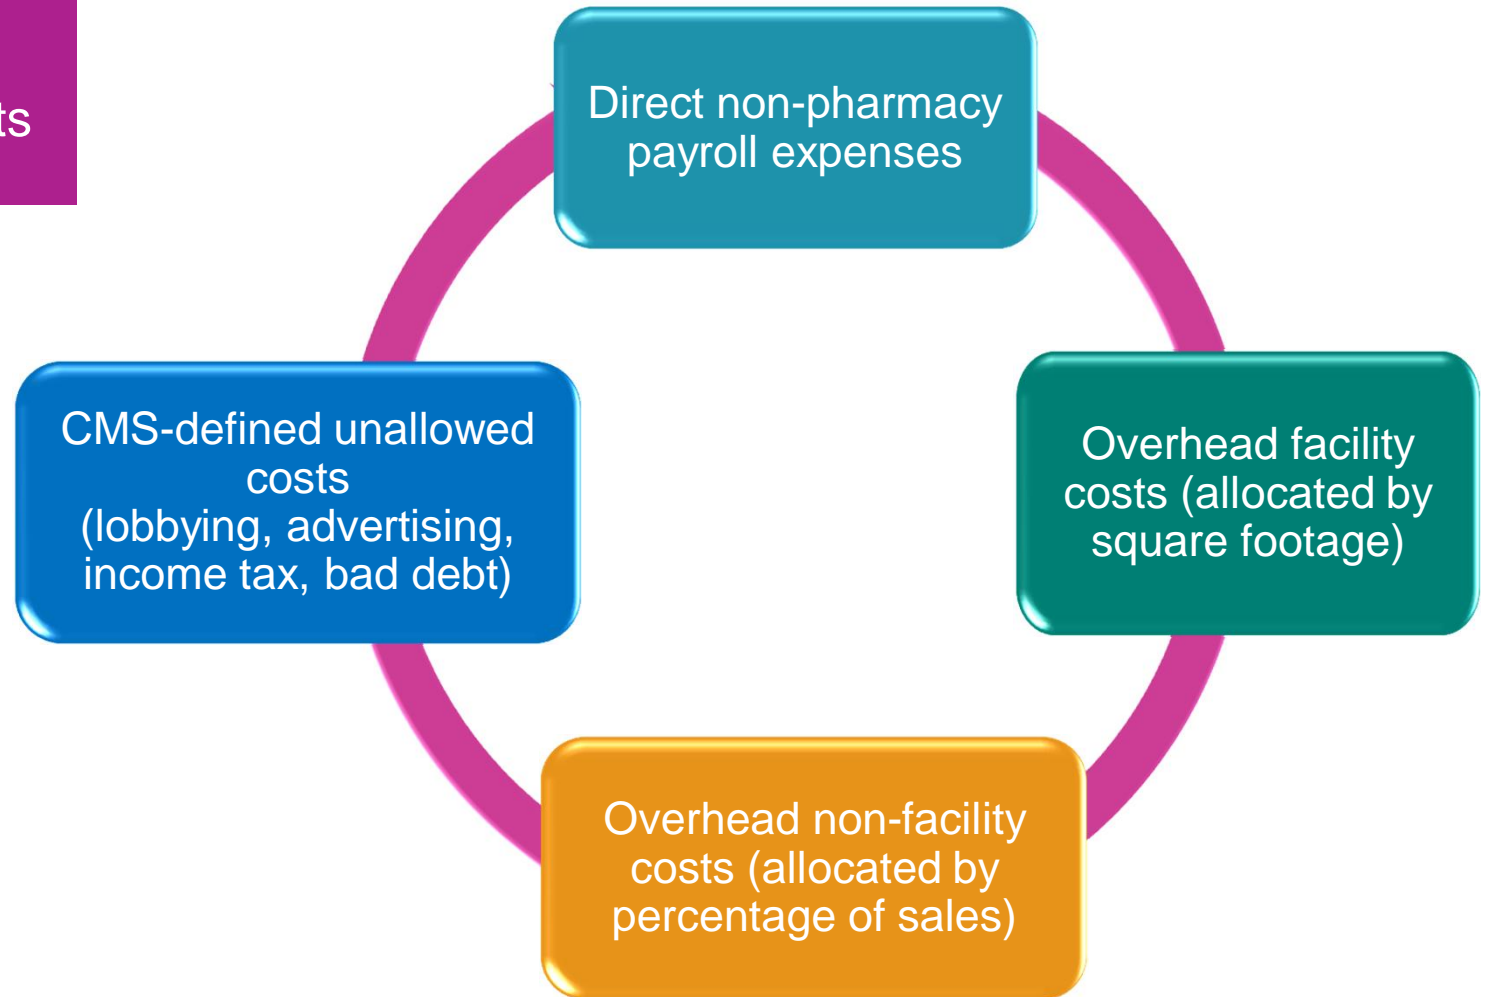 Direct non-pharmacy
payroll expenses
CMS-defined unallowed
costs
(lobbying, advertising,
income tax, bad debt)
Overhead facility
costs (allocated by
square footage)
Overhead non-facility
costs (allocated by
percentage of sales)